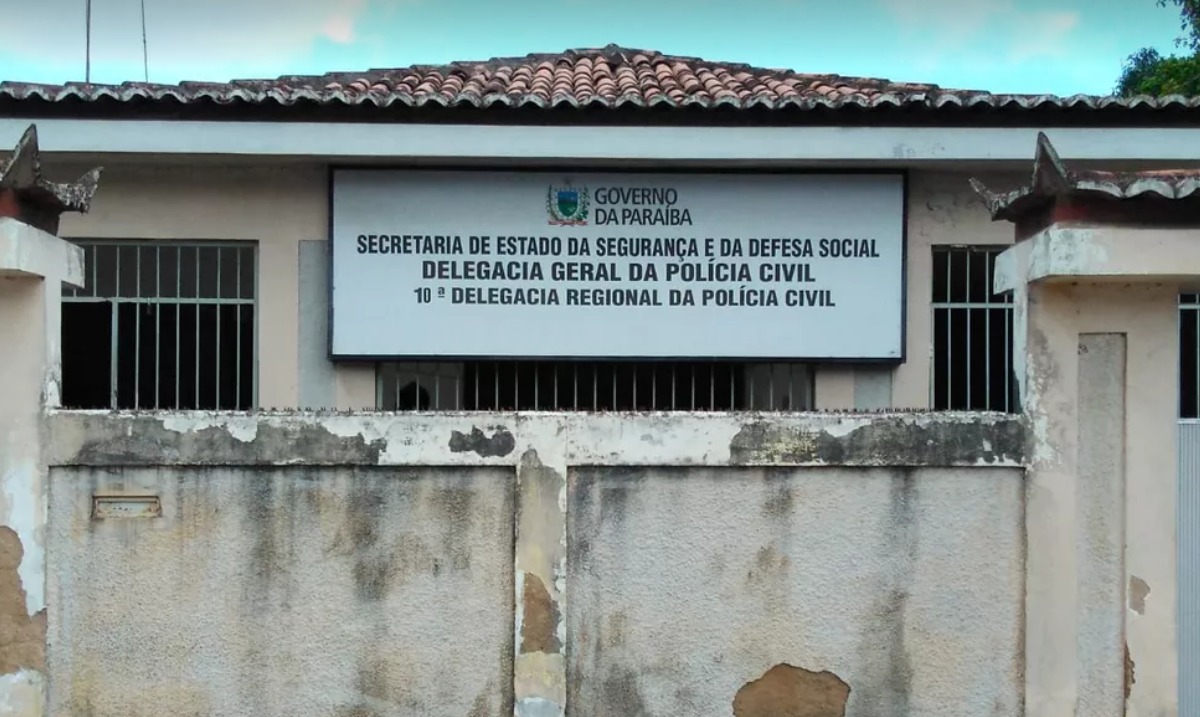 GOVERNO
DA PARAÍBA
SECRETARIA DE ESTADO DA SEGURANÇA E DA DEFESA SOCIAL
DELEGACIA GERAL DA POLÍCIA CIVIL
10 ª DELEGACIA REGIONAL DA POLÍCIA CIVIL